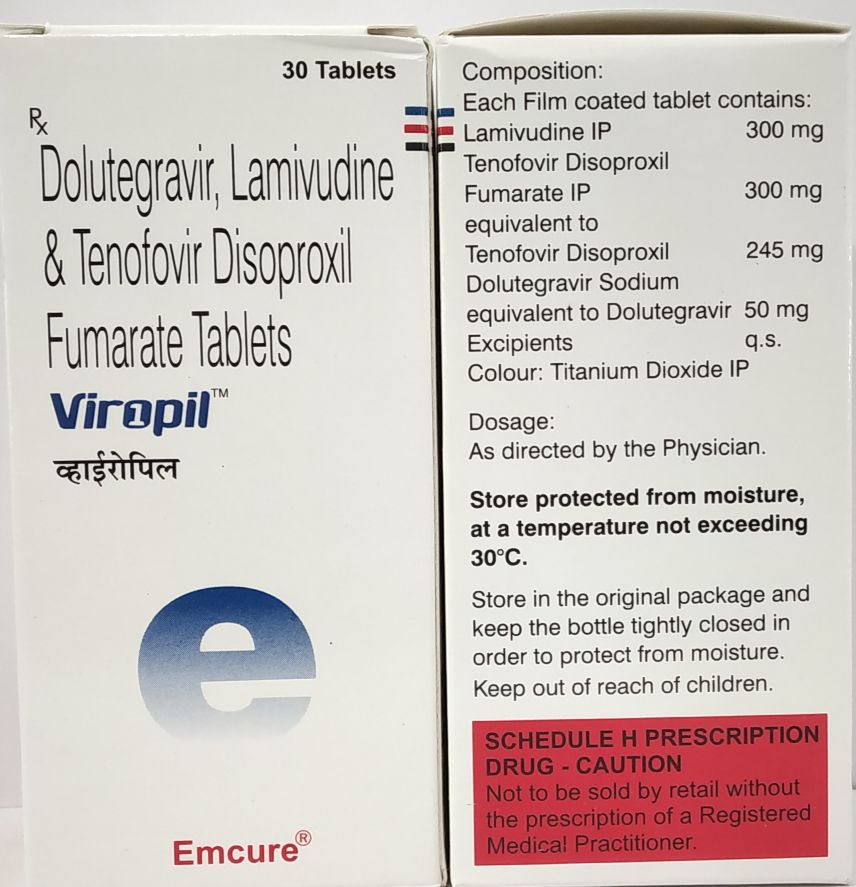 30 Tablets
Rx
Dolutegravir, Lamivudine
& Tenofovir Disoproxil
Fumarate Tablets
Viropil™
व्हाईरोपिल
e
Emcure®
Composition:
Each Film coated tablet contains:
Lamivudine IP 300 mg
Tenofovir Disoproxil
Fumarate IP 300 mg
equivalent to
Tenofovir Disoproxil 245 mg
Dolutegravir Sodium
equivalent to Dolutegravir 50 mg
Excipients q.s.
Colour: Titanium Dioxide IP
Dosage:
As directed by the Physician.
Store protected from moisture,
at a temperature not exceeding
30°C.
Store in the original package and
keep the bottle tightly closed in
order to protect from moisture.
Keep out of reach of children.
SCHEDULE H PRESCRIPTION
DRUG - CAUTION
Not to be sold by retail without
the prescription of a Registered
Medical Practitioner.